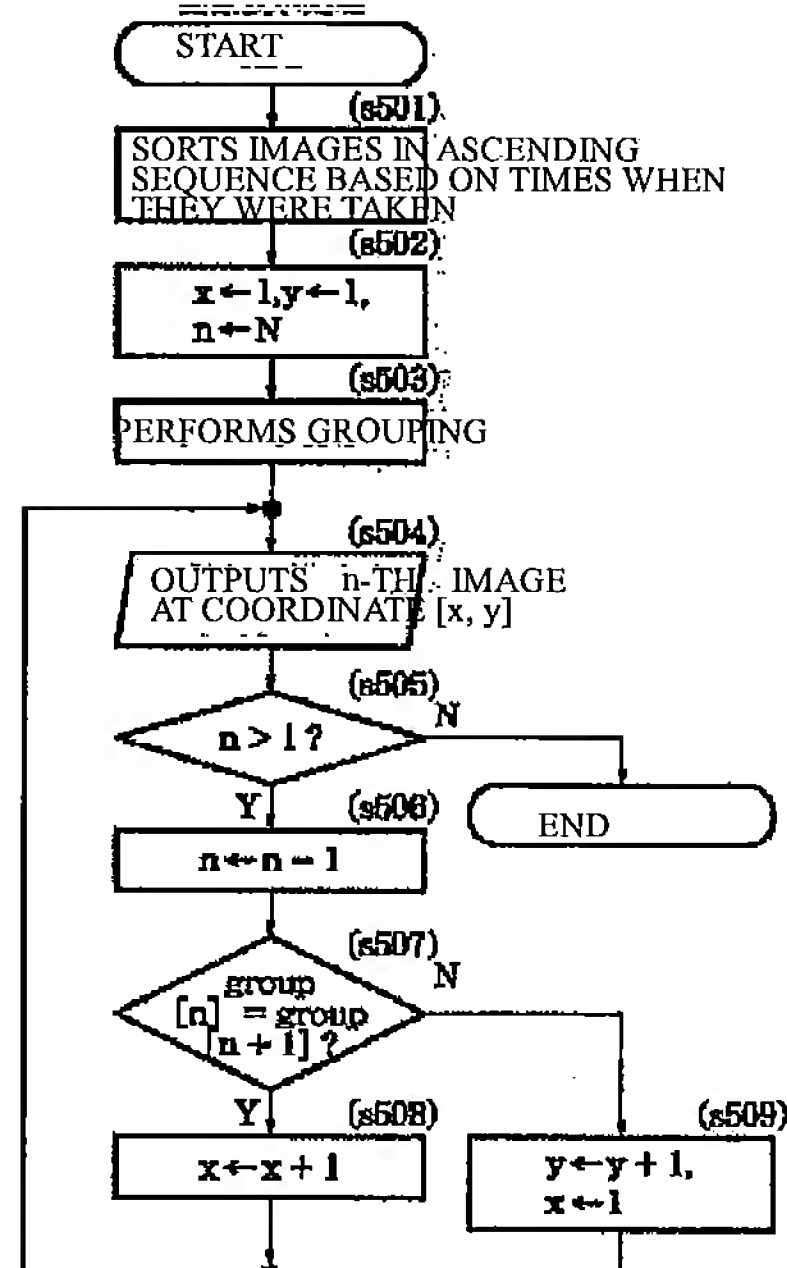 START
(s501)
SORTS IMAGES IN ASCENDING
SEQUENCE BASED ON TIMES WHEN
THEY WERE TAKEN
(s502)
x←1,y←1,
n←N
(s503)
PERFORMS GROUPING
(s504)
OUTPUTS n-TH IMAGE
AT COORDINATE [x, y]
(s505)
n > 1 ?
N
Y
END
(s506)
n←n − 1
(s507)
group
[n] = group
[n + 1] ?
N
Y
(s508)
x←x + 1
(s509)
y←y + 1,
x←1